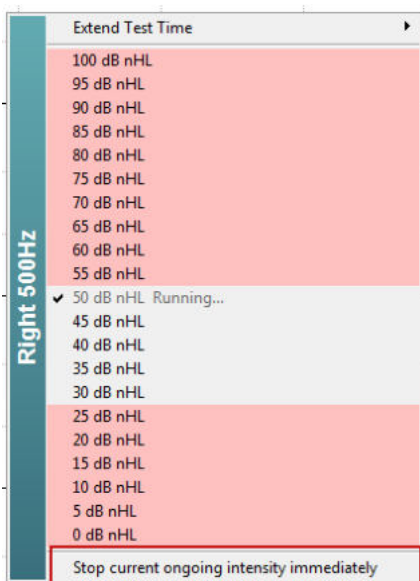 Extend Test Time
100 dB nHL
95 dB nHL
90 dB nHL
85 dB nHL
80 dB nHL
75 dB nHL
70 dB nHL
65 dB nHL
60 dB nHL
55 dB nHL
50 dB nHL Running...
45 dB nHL
40 dB nHL
35 dB nHL
30 dB nHL
25 dB nHL
20 dB nHL
15 dB nHL
10 dB nHL
5 dB nHL
0 dB nHL
Stop current ongoing intensity immediately
Right 500Hz